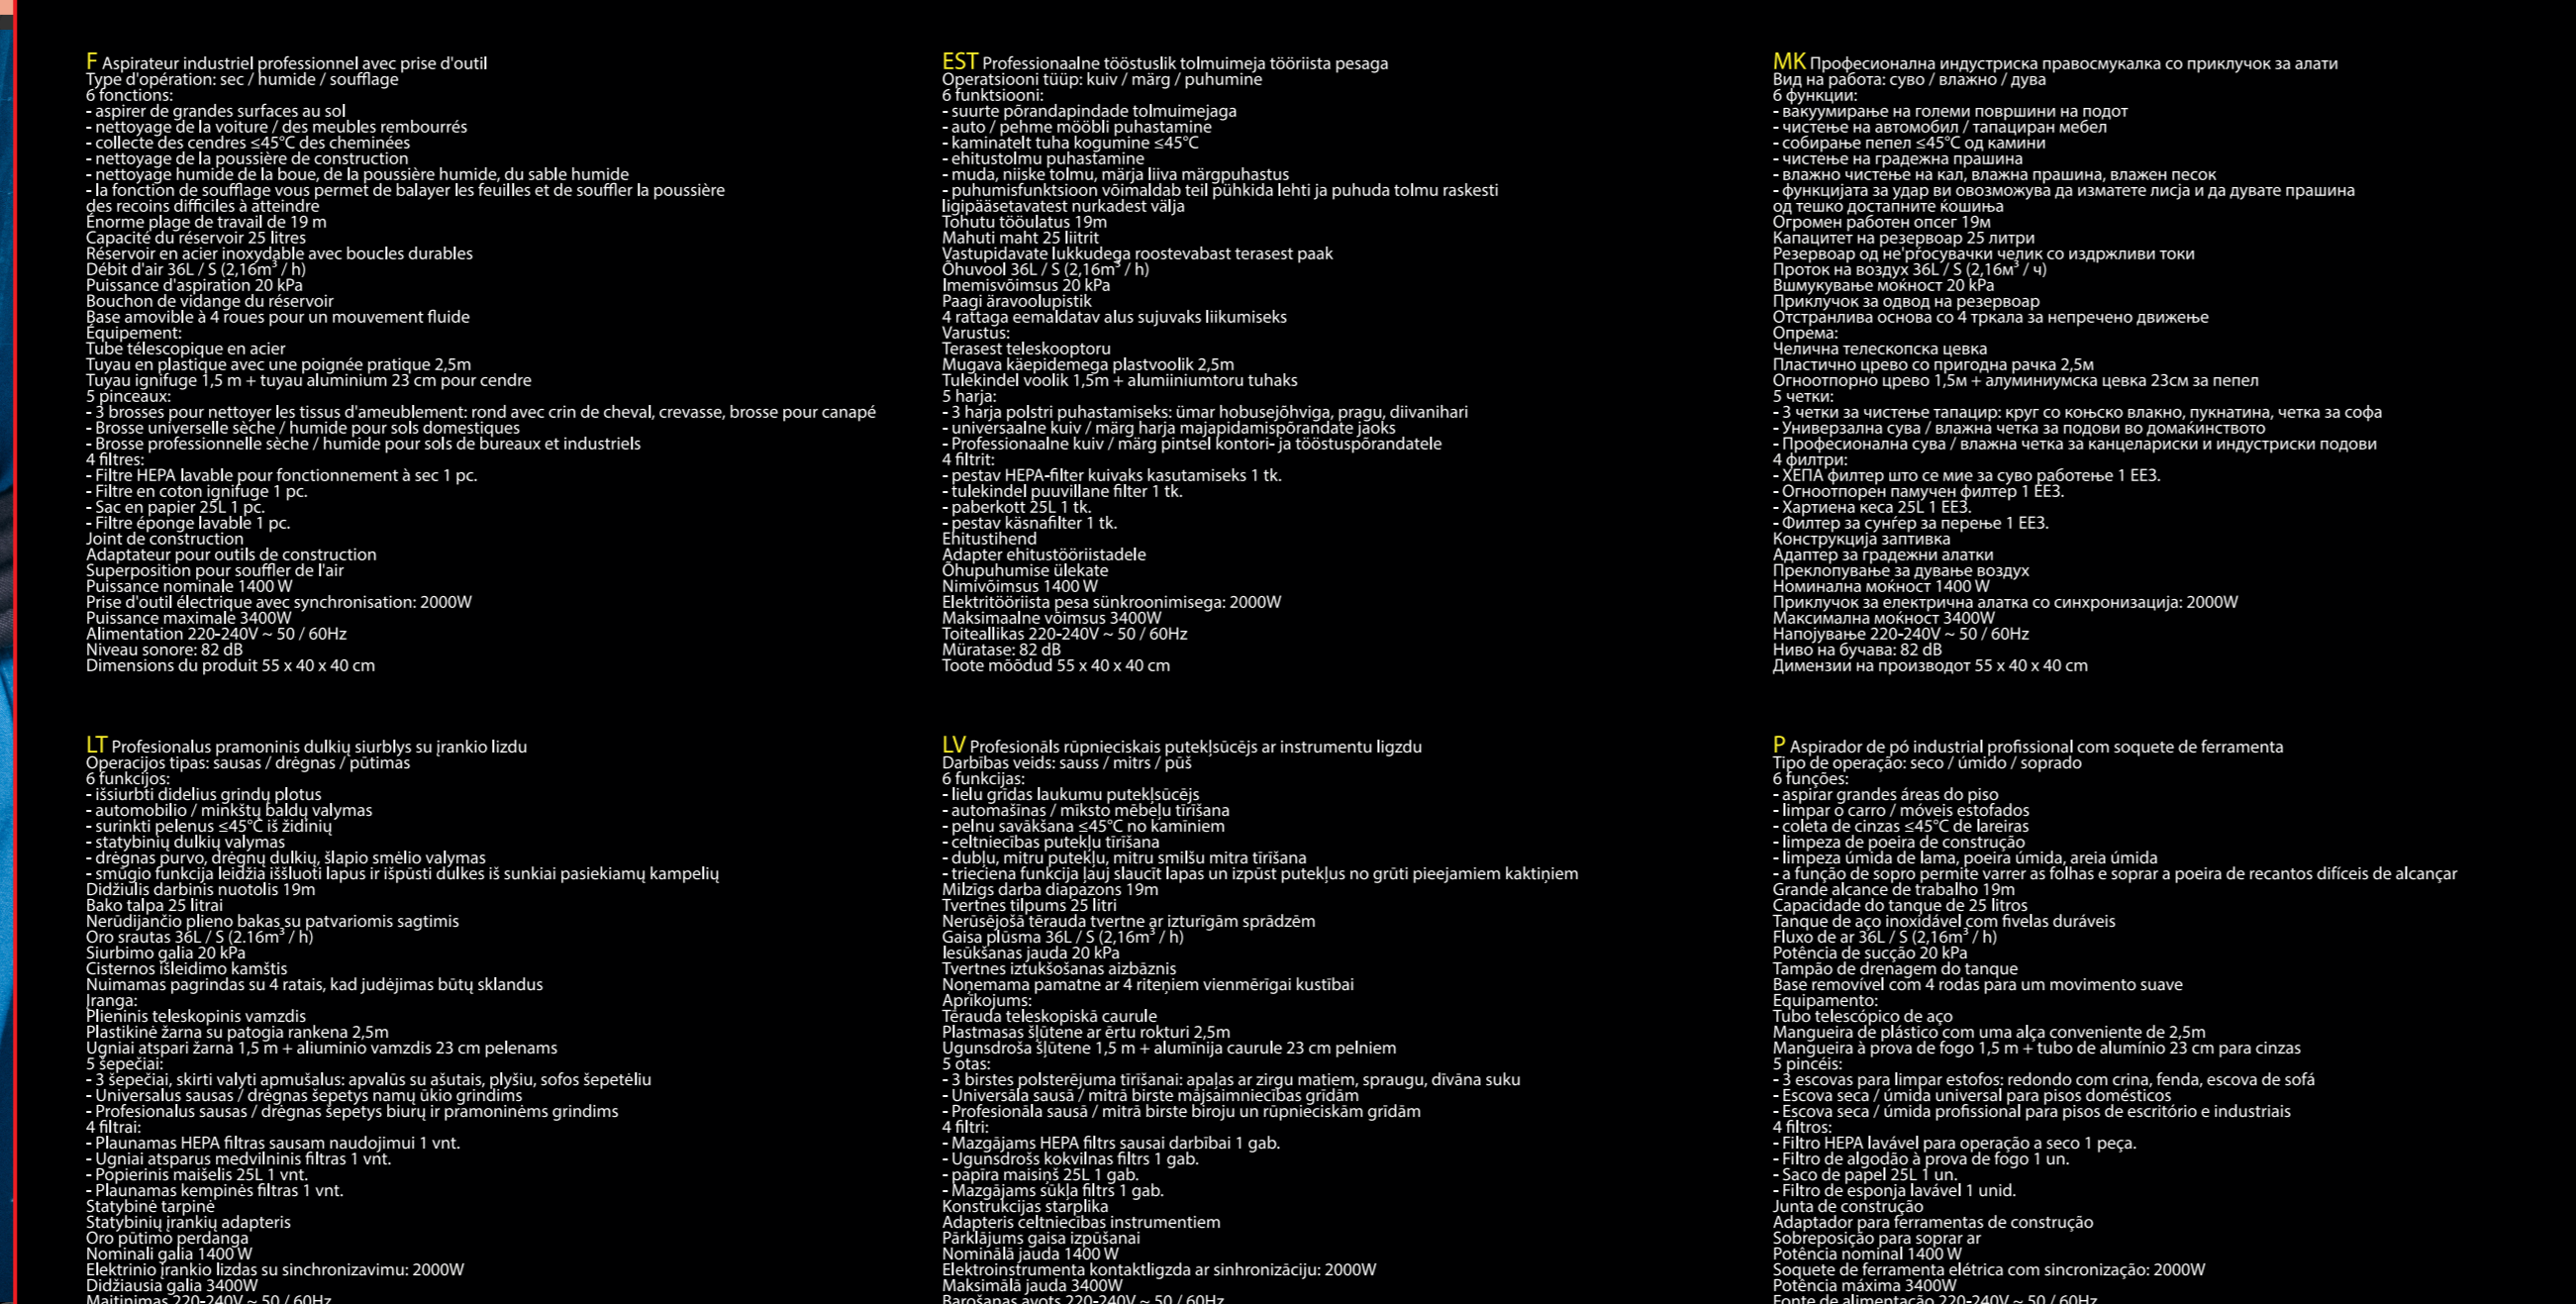 F Aspirateur industriel professionnel avec prise d'outil
Type d'opération: sec / humide / soufflage
6 fonctions:
- aspirer de grandes surfaces au sol
- nettoyage de la voiture / des meubles rembourrés
- collecte des cendres ≤45°C des cheminées
- nettoyage de la poussière de construction
- nettoyage humide de la boue, de la poussière humide, du sable humide
- la fonction de soufflage vous permet de balayer les feuilles et de souffler la poussière
des recoins difficiles à atteindre
Énorme plage de travail de 19 m
Capacité du réservoir 25 litres
Réservoir en acier inoxydable avec boucles durables
Débit d'air 36L / S (2,16m³ / h)
Puissance d'aspiration 20 kPa
Bouchon de vidange du réservoir
Base amovible à 4 roues pour un mouvement fluide
Équipement:
Tube télescopique en acier
Tuyau en plastique avec une poignée pratique 2,5m
Tuyau ignifuge 1,5 m + tuyau aluminium 23 cm pour cendre
5 pinceaux:
- 3 brosses pour nettoyer les tissus d'ameublement: rond avec crin de cheval, crevasse, brosse pour canapé
- Brosse universelle sèche / humide pour sols domestiques
- Brosse professionnelle sèche / humide pour sols de bureaux et industriels
4 filtres:
- Filtre HEPA lavable pour fonctionnement à sec 1 pc.
- Filtre en coton ignifuge 1 pc.
- Sac en papier 25L 1 pc.
- Filtre éponge lavable 1 pc.
Joint de construction
Adaptateur pour outils de construction
Superposition pour souffler de l'air
Puissance nominale 1400 W
Prise d'outil électrique avec synchronisation: 2000W
Puissance maximale 3400W
Alimentation 220-240V ~ 50 / 60Hz
Niveau sonore: 82 dB
Dimensions du produit 55 x 40 x 40 cm
EST Professionaalne tööstuslik tolmuimeja tööriista pesaga
Operatsiooni tüüp: kuiv / märg / puhumine
6 funktsiooni:
- suurte põrandapindade tolmuimejaga
- auto / pehme mööbli puhastamine
- kaminatelt tuha kogumine ≤45°C
- ehitustolmu puhastamine
- muda, niiske tolmu, märja liiva märgpuhastus
- puhumisfunktsioon võimaldab teil pühkida lehti ja puhuda tolmu raskesti
ligipääsetavatest nurkadest välja
Tohutu tööulatus 19m
Mahuti maht 25 liitrit
Vastupidavate lukkudega roostevabast terasest paak
Õhuvool 36L / S (2,16m³ / h)
Imemisvõimsus 20 kPa
Paagi äravoolupistik
4 rattaga eemaldatav alus sujuvaks liikumiseks
Varustus:
Terasest teleskooptoru
Mugava käepidemega plastvoolik 2,5m
Tulekindel voolik 1,5m + alumiiniumtoru tuhaks
5 harja:
- 3 harja polstri puhastamiseks: ümar hobusejõhviga, pragu, diivanihari
- universaalne kuiv / märg harja majapidamispõrandate jaoks
- Professionaalne kuiv / märg pintsel kontori- ja tööstuspõrandatele
4 filtrit:
- pestav HEPA-filter kuivaks kasutamiseks 1 tk.
- tulekindel puuvillane filter 1 tk.
- paberkott 25L 1 tk.
- pestav käsnafilter 1 tk.
Ehitustihend
Adapter ehitustööriistadele
Õhupuhumise ülekate
Nimivõimsus 1400 W
Elektritööriista pesa sünkroonimisega: 2000W
Maksimaalne võimsus 3400W
Toiteallikas 220-240V ~ 50 / 60Hz
Müratase: 82 dB
Toote mõõdud 55 x 40 x 40 cm
MK Професионална индустриска правосмукалка со приклучок за алати
Вид на работа: суво / влажно / дува
6 функции:
- вакуумирање на големи површини на подот
- чистење на автомобил / тапациран мебел
- собирање пепел ≤45°C од камини
- чистење на градежна прашина
- влажно чистење на кал, влажна прашина, влажен песок
- функцијата за удар ви овозможува да изматете лисја и да дувате прашина
од тешко достапните ќошиња
Огромен работен опсег 19м
Капацитет на резервоар 25 литри
Резервоар од не'рѓосувачки челик со издржливи токи
Проток на воздух 36L / S (2,16м³ / ч)
Вшмукување моќност 20 kPa
Приклучок за одвод на резервоар
Отстранлива основа со 4 тркала за непречено движење
Опрема:
Челична телескопска цевка
Пластично црево со пригодна рачка 2,5м
Огноотпорно црево 1,5м + алуминиумска цевка 23см за пепел
5 четки:
- 3 четки за чистење тапацир: круг со коњско влакно, пукнатина, четка за софа
- Универзална сува / влажна четка за подови во домаќинството
- Професионална сува / влажна четка за канцелариски и индустриски подови
4 филтри:
- ХЕПА филтер што се мие за суво работење 1 ЕЕЗ.
- Огноотпорен памучен филтер 1 ЕЕЗ.
- Хартиена кеса 25L 1 ЕЕЗ.
- Филтер за сунѓер за перење 1 ЕЕЗ.
Конструкција заптивка
Адаптер за градежни алатки
Преклопување за дување воздух
Номинална моќност 1400 W
Приклучок за електрична алатка со синхронизација: 2000W
Максимална моќност 3400W
Напојување 220-240V ~ 50 / 60Hz
Ниво на бучава: 82 dB
Димензии на производот 55 x 40 x 40 cm
LT Profesionalus pramoninis dulkių siurblys su įrankio lizdu
Operacijos tipas: sausas / drėgnas / pūtimas
6 funkcijos:
- išsiurbti didelius grindų plotus
- automobilio / minkštų baldų valymas
- surinkti pelenus ≤45°C iš židinių
- statybinių dulkių valymas
- drėgnas purvo, drėgnų dulkių, šlapio smėlio valymas
- smūgio funkcija leidžia iššluoti lapus ir išpūsti dulkes iš sunkiai pasiekiamų kampelių
Didžiulis darbinis nuotolis 19m
Bako talpa 25 litrai
Nerūdijančio plieno bakas su patvariomis sagtimis
Oro srautas 36L / S (2.16m³ / h)
Siurbimo galia 20 kPa
Cisternos išleidimo kamštis
Nuimamas pagrindas su 4 ratais, kad judėjimas būtų sklandus
Įranga:
Plieninis teleskopinis vamzdis
Plastikinė žarna su patogia rankena 2,5m
Ugniai atspari žarna 1,5 m + aliuminio vamzdis 23 cm pelenams
5 šepečiai:
- 3 šepečiai, skirti valyti apmušalus: apvalūs su ašutais, plyšiu, sofos šepetėliu
- Universalus sausas / drėgnas šepetys namų ūkio grindims
- Profesionalus sausas / drėgnas šepetys biurų ir pramoninėms grindims
4 filtrai:
- Plaunamas HEPA filtras sausam naudojimui 1 vnt.
- Ugniai atsparus medvilninis filtras 1 vnt.
- Popierinis maišelis 25L 1 vnt.
- Plaunamas kempinės filtras 1 vnt.
Statybinė tarpinė
Statybinių įrankių adapteris
Oro pūtimo perdanga
Nominali galia 1400 W
Elektrinio įrankio lizdas su sinchronizavimu: 2000W
Didžiausia galia 3400W
Maitinimas 220-240V ~ 50 / 60Hz
LV Profesionāls rūpnieciskais putekļsūcējs ar instrumentu ligzdu
Darbības veids: sauss / mitrs / pūš
6 funkcijas:
- lielu grīdas laukumu putekļsūcējs
- automašīnas / mīksto mēbeļu tīrīšana
- pelnu savākšana ≤45°C no kamīniem
- celtniecības putekļu tīrīšana
- dubļu, mitru putekļu, mitru smilšu mitra tīrīšana
- trieciena funkcija ļauj slaucīt lapas un izpūst putekļus no grūti pieejamiem kaktiņiem
Milzīgs darba diapazons 19m
Tvertnes tilpums 25 litri
Nerūsējošā tērauda tvertne ar izturīgām sprādzēm
Gaisa plūsma 36L / S (2,16m³ / h)
Iesūkšanas jauda 20 kPa
Tvertnes iztukšošanas aizbāznis
Noņemama pamatne ar 4 riteņiem vienmērīgai kustībai
Aprīkojums:
Tērauda teleskopiskā caurule
Plastmasas šļūtene ar ērtu rokturi 2,5m
Ugunsdroša šļūtene 1,5 m + alumīnija caurule 23 cm pelniem
5 otas:
- 3 birstes polsterējuma tīrīšanai: apaļas ar zirgu matiem, spraugu, dīvāna suku
- Universāla sausā / mitrā birste mājsaimniecības grīdām
- Profesionāla sausā / mitrā birste biroju un rūpnieciskām grīdām
4 filtri:
- Mazgājams HEPA filtrs sausai darbībai 1 gab.
- Ugunsdrošs kokvilnas filtrs 1 gab.
- papīra maisiņš 25L 1 gab.
- Mazgājams sūkļa filtrs 1 gab.
Konstrukcijas starplika
Adapteris celtniecības instrumentiem
Pārklājums gaisa izpūšanai
Nominālā jauda 1400 W
Elektroinstrumenta kontaktligzda ar sinhronizāciju: 2000W
Maksimālā jauda 3400W
Barošanas avots 220-240V ~ 50 / 60Hz
P Aspirador de pó industrial profissional com soquete de ferramenta
Tipo de operação: seco / úmido / soprado
6 funções:
- aspirar grandes áreas do piso
- limpar o carro / móveis estofados
- coleta de cinzas ≤45°C de lareiras
- limpeza de poeira de construção
- limpeza úmida de lama, poeira úmida, areia úmida
- a função de sopro permite varrer as folhas e soprar a poeira de recantos difíceis de alcançar
Grande alcance de trabalho 19m
Capacidade do tanque de 25 litros
Tanque de aço inoxidável com fivelas duráveis
Fluxo de ar 36L / S (2,16m³ / h)
Potência de sucção 20 kPa
Tampão de drenagem do tanque
Base removível com 4 rodas para um movimento suave
Equipamento:
Tubo telescópico de aço
Mangueira de plástico com uma alça conveniente de 2,5m
Mangueira à prova de fogo 1,5 m + tubo de alumínio 23 cm para cinzas
5 pincéis:
- 3 escovas para limpar estofos: redondo com crina, fenda, escova de sofá
- Escova seca / úmida universal para pisos domésticos
- Escova seca / úmida profissional para pisos de escritório e industriais
4 filtros:
- Filtro HEPA lavável para operação a seco 1 peça.
- Filtro de algodão à prova de fogo 1 un.
- Saco de papel 25L 1 un.
- Filtro de esponja lavável 1 unid.
Junta de construção
Adaptador para ferramentas de construção
Sobreposição para soprar ar
Potência nominal 1400 W
Soquete de ferramenta elétrica com sincronização: 2000W
Potência máxima 3400W
Fonte de alimentação 220-240V ~ 50 / 60Hz